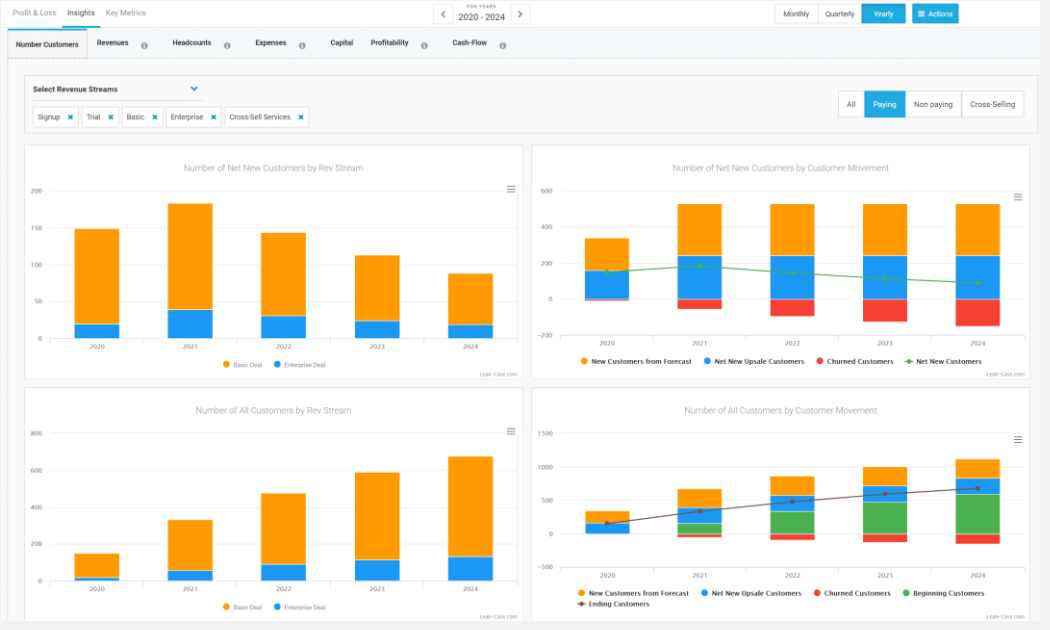 Profit & Loss Insights Key Metrics
FOR YEARS
2020 - 2024
Monthly Quarterly Yearly Actions
Number Customers Revenues Headcounts Expenses Capital Profitability Cash-Flow
Select Revenue Streams
Signup × Trial × Basic × Enterprise × Cross-Sell Services ×
All Paying Non paying Cross-Selling
Number of Net New Customers by Rev Stream
200
150
100
50
0
2020 2021 2022 2023 2024
Basic Deal Enterprise Deal
Lean-Case.com
Number of Net New Customers by Customer Movement
600
400
200
0
-200
2020 2021 2022 2023 2024
New Customers from Forecast Net New Upsale Customers Churned Customers Net New Customers
Lean-Case.com
Number of All Customers by Rev Stream
800
600
400
200
0
2020 2021 2022 2023 2024
Basic Deal Enterprise Deal
Lean-Case.com
Number of All Customers by Customer Movement
1500
1000
500
0
-500
2020 2021 2022 2023 2024
New Customers from Forecast Net New Upsale Customers Churned Customers Beginning Customers
Ending Customers
Lean-Case.com